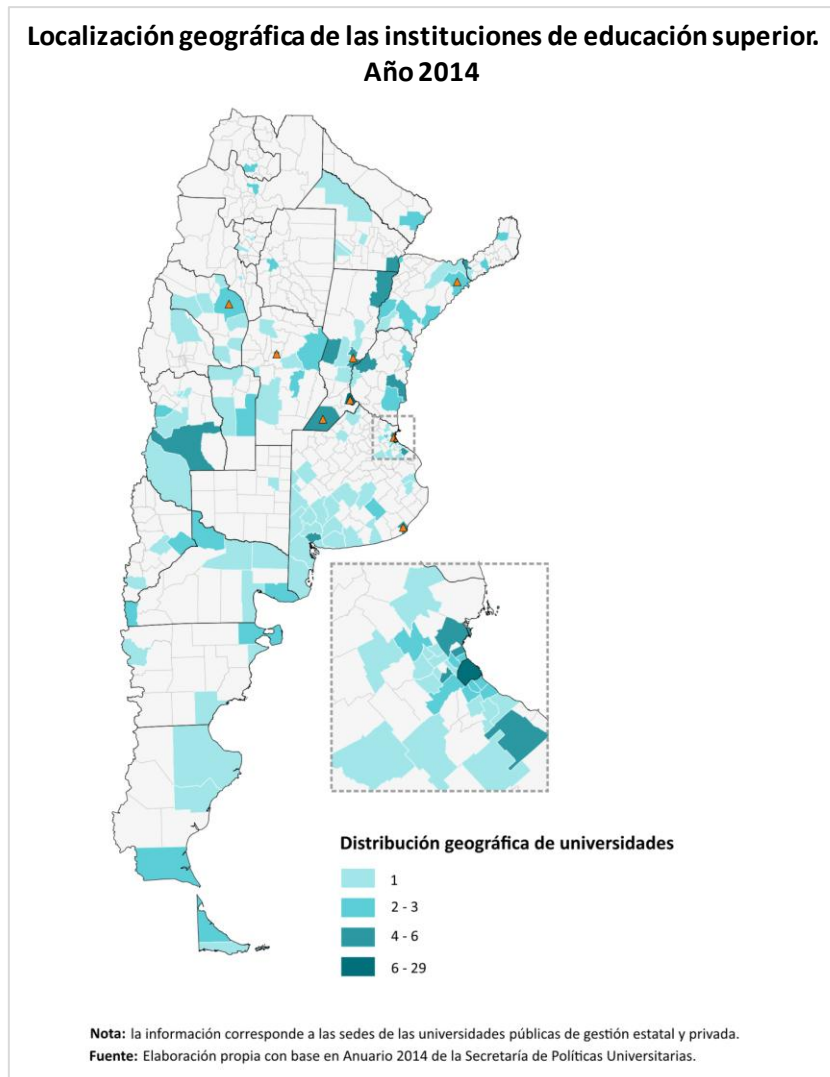 Localización geográfica de las instituciones de educación superior.
Año 2014
Distribución geográfica de universidades
1
2 - 3
4 - 6
6 - 29
Nota: la información corresponde a las sedes de las universidades públicas de gestión estatal y privada.
Fuente: Elaboración propia con base en Anuario 2014 de la Secretaría de Políticas Universitarias.